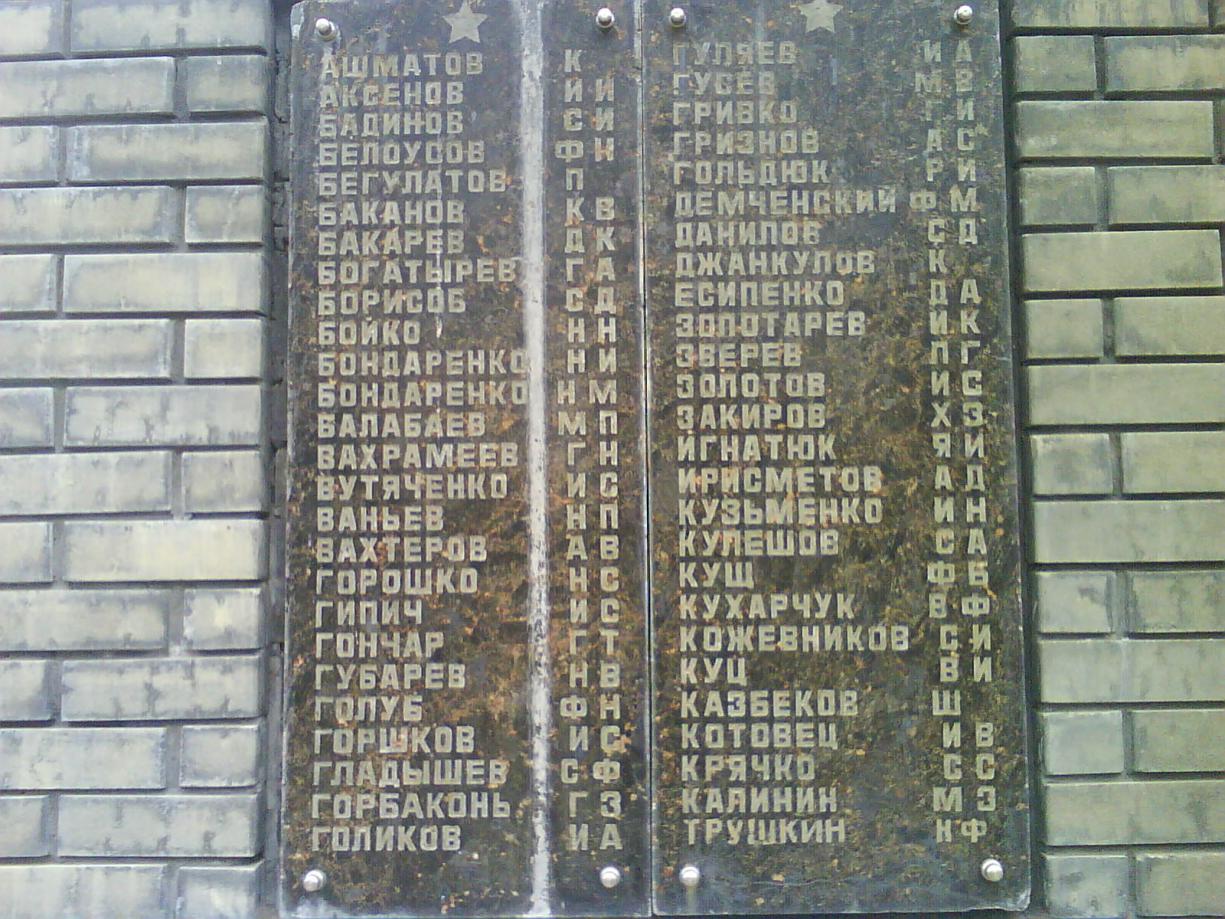 АШМАТОВ К
АКСЕНОВ И И
БАДИНОВ С И
БЕЛОУСОВ Ф Н
БЕГУЛАТОВ П
БАКАНОВ К В
БАКАРЕВ Д К
БОГАТЫРЕВ Г А
БОРИСОВ С Д
БОЙКО Н Н
БОНДАРЕНКО Н И
БОНДАРЕНКО Н М
БАЛАБАЕВ М П
ВАХРАМЕЕВ Г Н
ВУТЯЧЕНКО И С
ВАНЬЕВ Н П
ВАХТЕРОВ А В
ГОРОШКО Н С
ГИПИЧ И С
ГОНЧАР Г Т
ГУБАРЕВ Н В
ГОЛУБ Ф Н
ГОРШКОВ И С
ГЛАДЫШЕВ С Ф
ГОРБАКОНЬ Г З
ГОЛИКОВ И А
ГУЛЯЕВ И А
ГУСЕВ М В
ГРИВКО Г И
ГРИЗНОВ А С
ГОЛЬДЮК Р И
ДЕМЧЕНСКИЙ Ф М
ДАНИЛОВ С Д
ДЖАНКУЛОВ К
ЕСИПЕНКО Д А
ЗОЛОТАРЕВ И К
ЗВЕРЕВ П Г
ЗОЛОТОВ И С
ЗАКИРОВ Х З
ИГНАТЮК Я И
ИРИСМЕТОВ А Д
КУЗЬМЕНКО И Н
КУЛЕШОВ С А
КУЩ Ф Б
КУХАРЧУК В Ф
КОЖЕВНИКОВ С И
КУЦ В И
КАЗБЕКОВ Ш
КОТОВЕЦ И В
КРЯЧКО С С
КАЛИНИН М Э
ТРУШКИН Н Ф